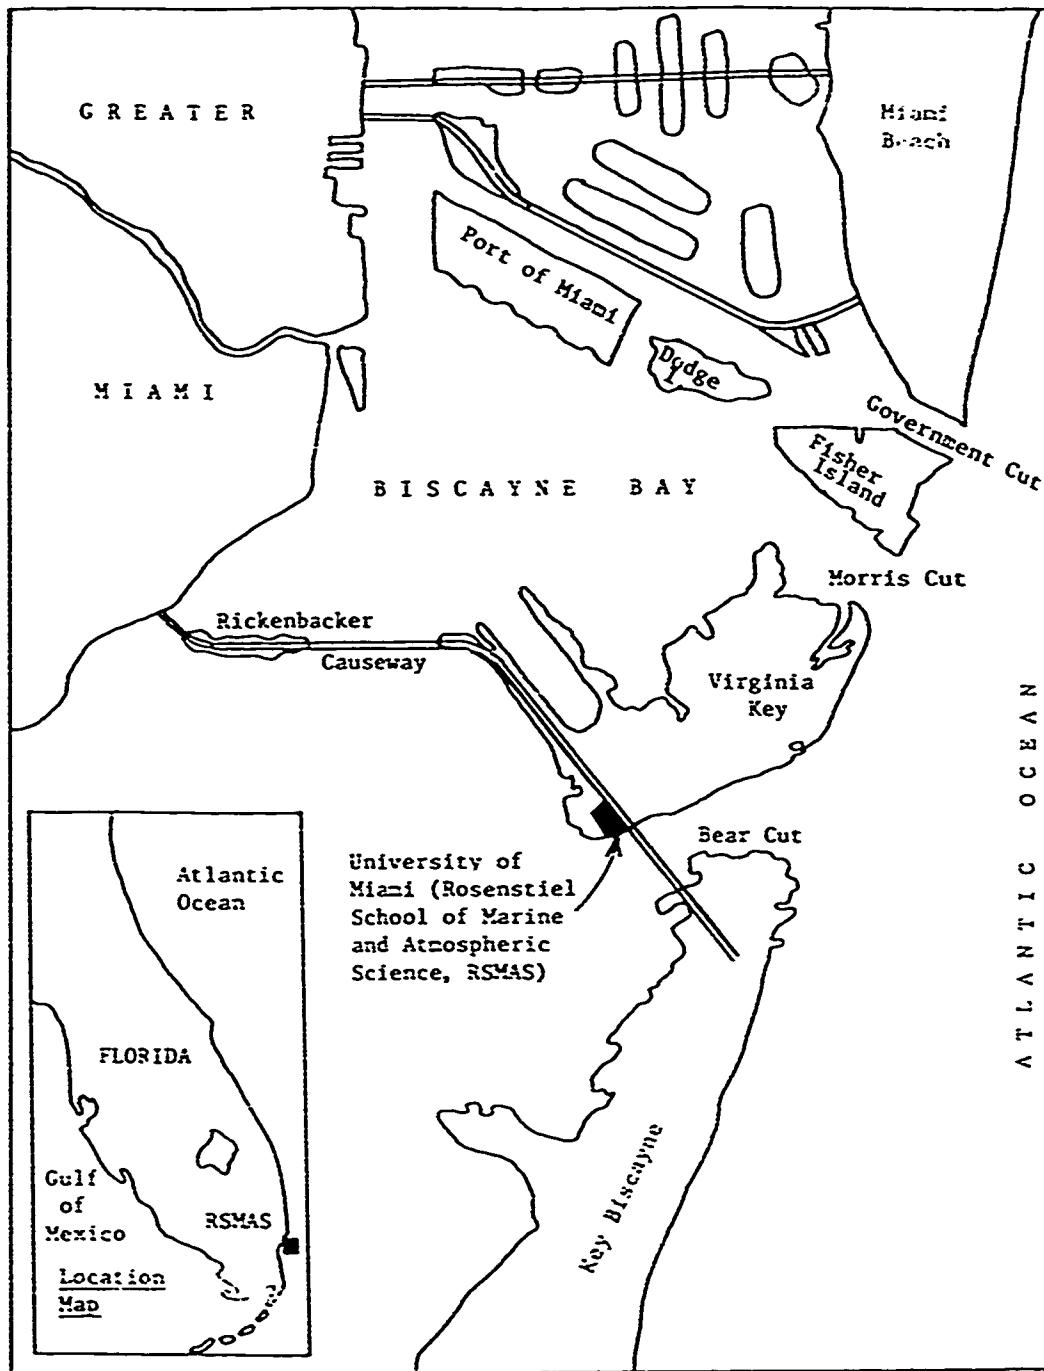 GREATER
Miami
Beach
Port of Miami
MIAMI
Dodge
I.
Government Cut
Fisher
Island
BISCAYNE BAY
Morris Cut
Rickenbacker
Causeway
Virginia
Key
ATLANTIC OCEAN
Bear Cut
University of
Miami (Rosenstiel
School of Marine
and Atmospheric
Science, RSMAS)
Key Biscayne
Atlantic
Ocean
FLORIDA
Gulf
of
Mexico
RSMAS
Location
Map